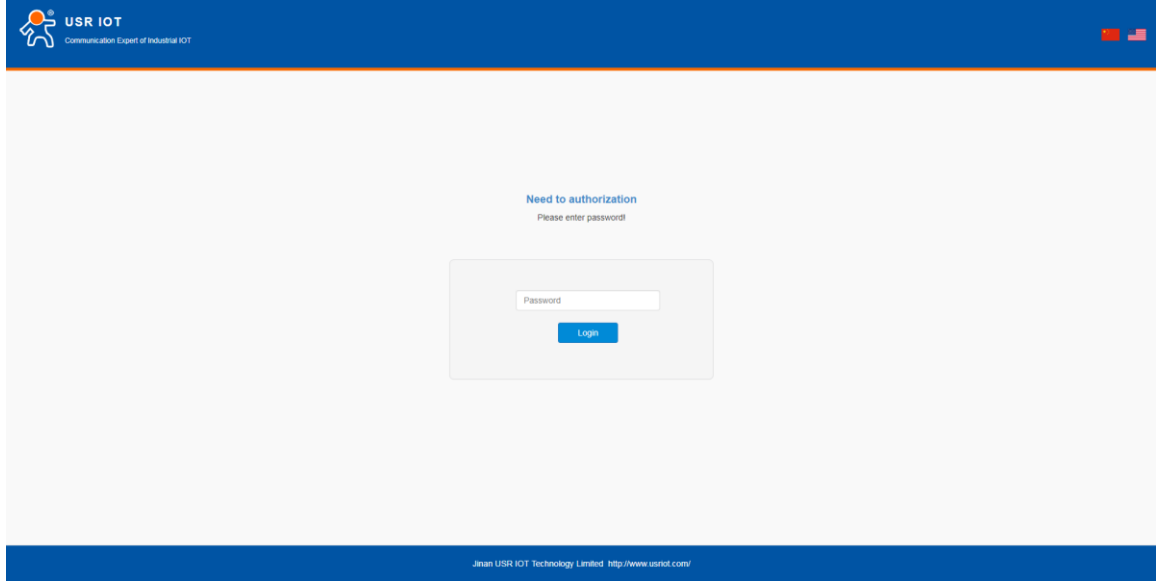 USR IOT
Communication Expert of Industrial IOT
Need to authorization
Please enter password!
Password
Login
Jinan USR IOT Technology Limited http://www.usriot.com/